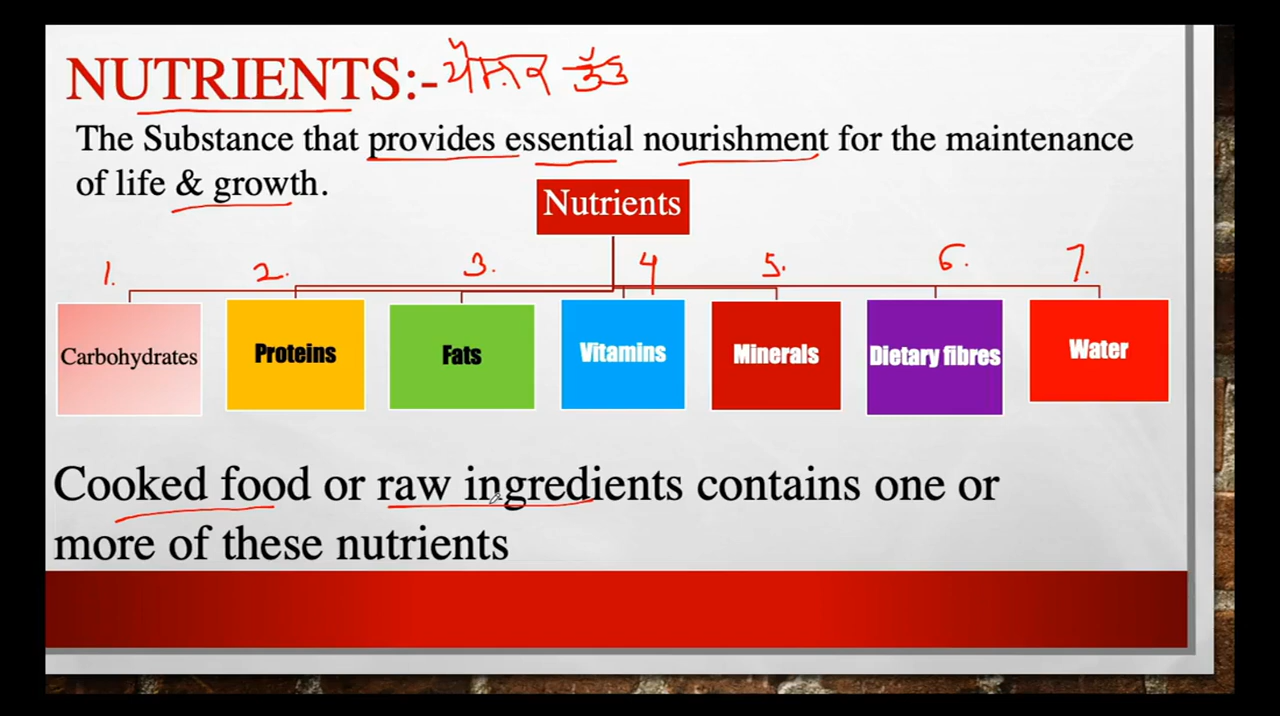 NUTRIENTS:-ਪੌਸ਼ਕ ਤੱਤ
The Substance that provides essential nourishment for the maintenance
of life & growth.
Nutrients
1. 2. 3. 4 5. 6. 7.
Carbohydrates Proteins Fats Vitamins Minerals Dietary fibres Water
Cooked food or raw ingredients contains one or
more of these nutrients